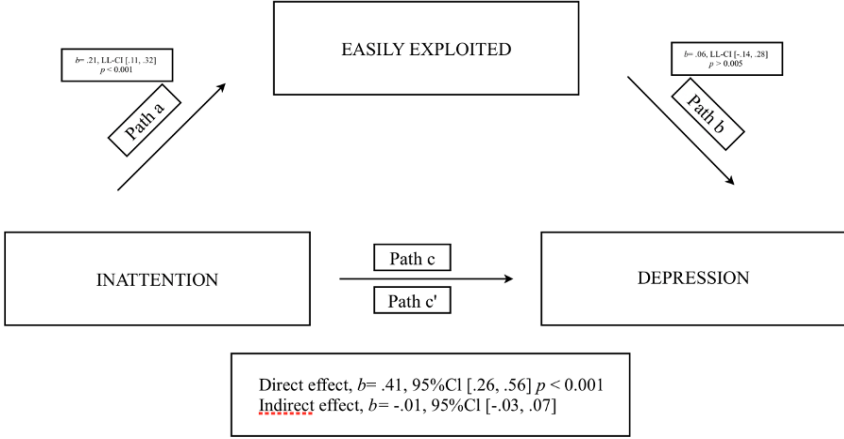 EASILY EXPLOITED
b= .21, LL-CI [.11, .32]
p < 0.001
b= .06, LL-CI [-.14, .28]
p > 0.005
Path a
Path b
INATTENTION
Path c
Path c'
DEPRESSION
Direct effect, b= .41, 95%Cl [.26, .56] p < 0.001
Indirect effect, b= -.01, 95%Cl [-.03, .07]